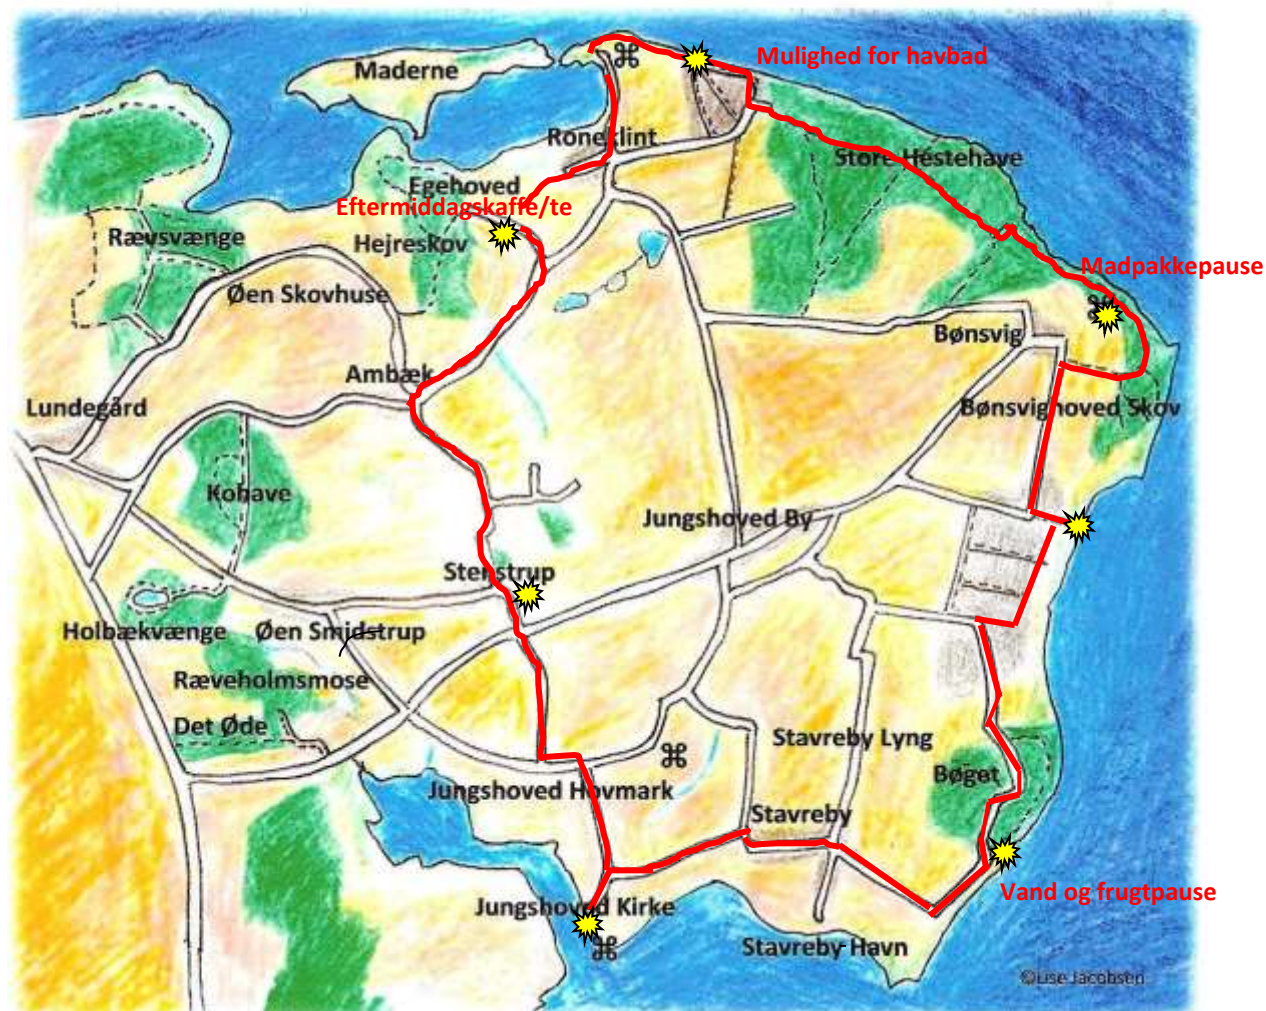 Mulighed for havbad
Maderne
Roneklint
Store Hestehave
Egehoved
Eftermiddagskaffe/te
Rævsvænge
Hejreskov
Madpakkepause
Øen Skovhuse
Bønsvig
Ambæk
Lundegård
Bønsvighoved Skov
Kohave
Jungshoved By
Stenstrup
Holbækvænge
Øen Smidstrup
Ræveholmsmose
Det Øde
Stavreby Lyng
Bøget
Jungshoved Hovmark
Stavreby
Vand og frugtpause
Jungshoved Kirke
Stavreby Havn
©Lise Jacobsen